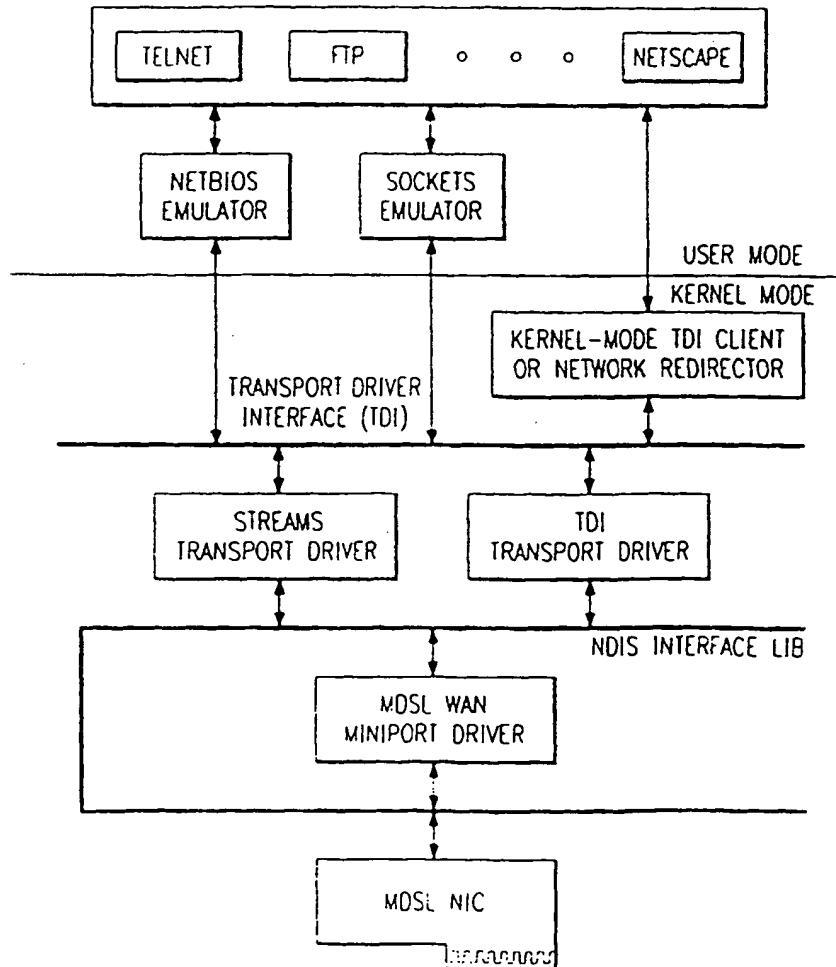 TELNET
FTP
NETSCAPE
NETBIOS
EMULATOR
SOCKETS
EMULATOR
USER MODE
KERNEL MODE
KERNEL-MODE TDI CLIENT
OR NETWORK REDIRECTOR
TRANSPORT DRIVER
INTERFACE (TDI)
STREAMS
TRANSPORT DRIVER
TDI
TRANSPORT DRIVER
NDIS INTERFACE LIB
MDSL WAN
MINIPORT DRIVER
MDSL NIC